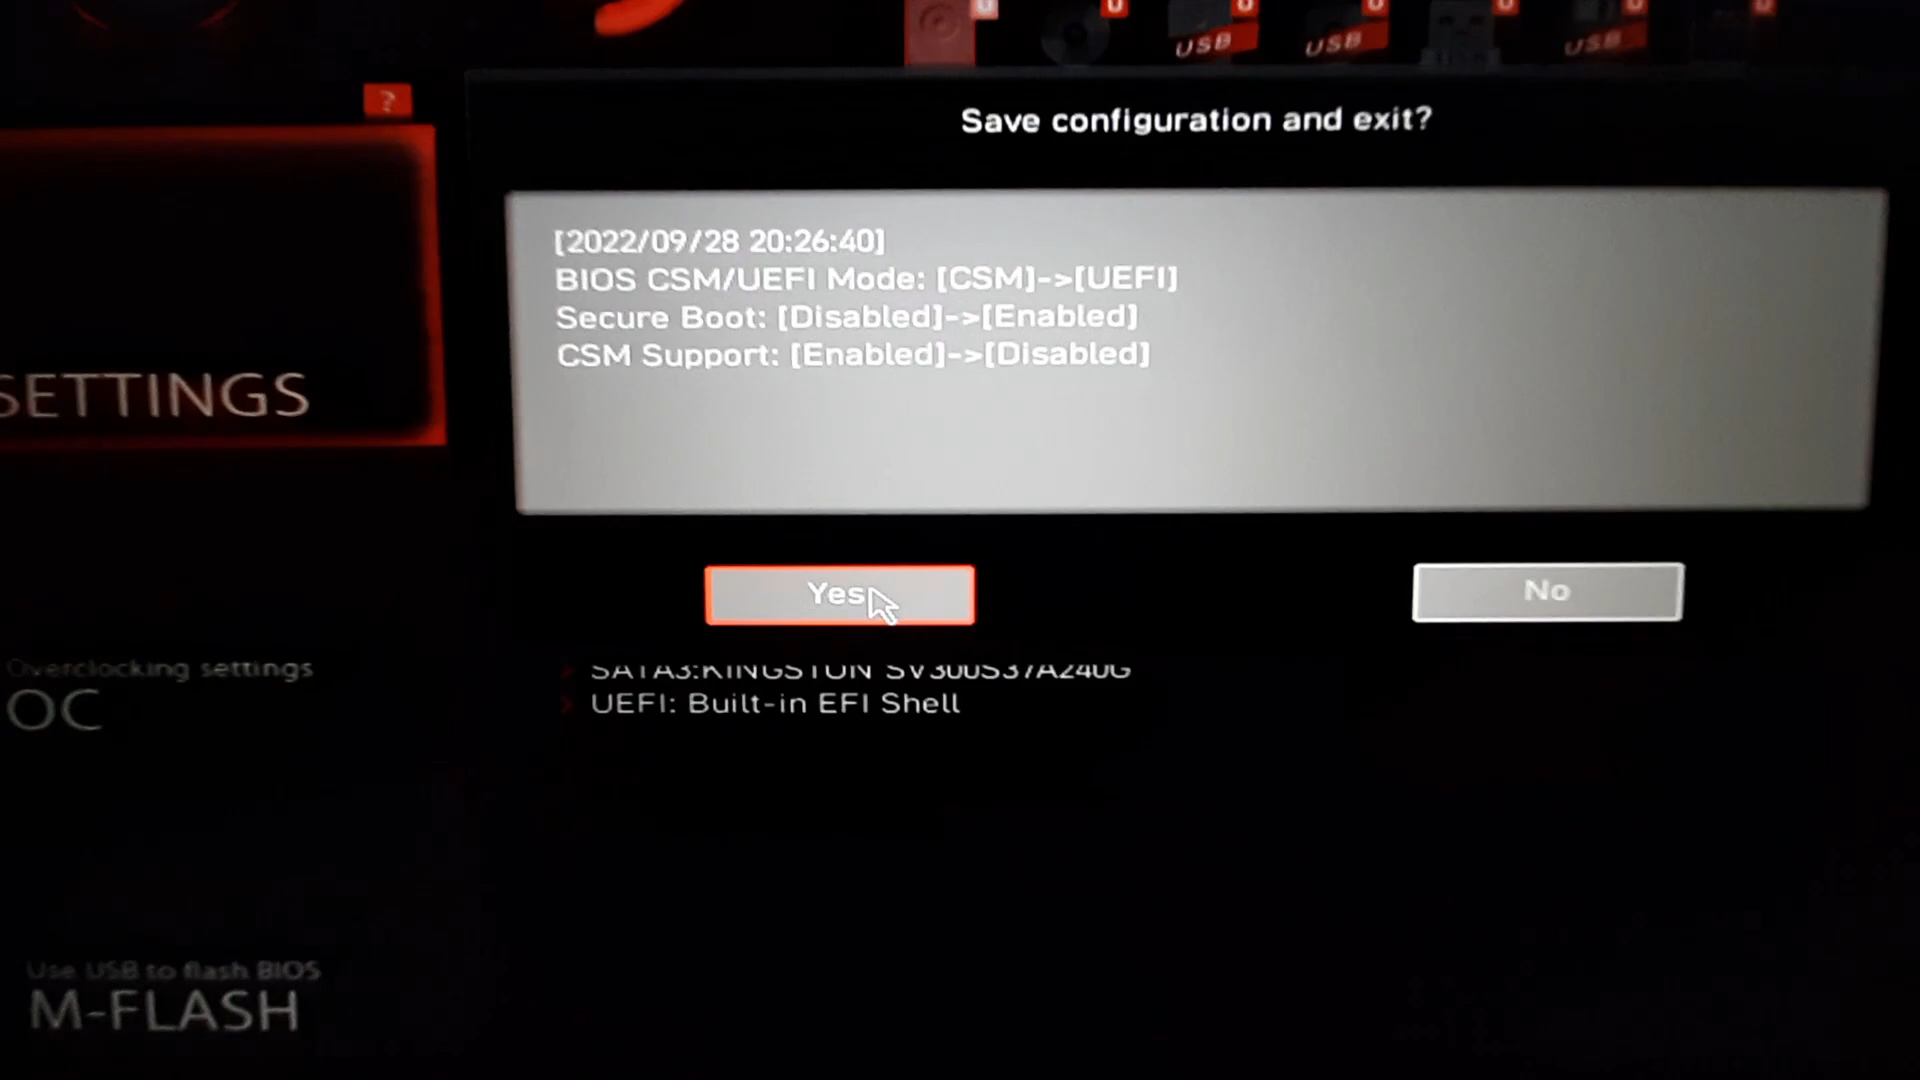 USB
USB
USB
?
Save configuration and exit?
[2022/09/28 20:26:40]
BIOS CSM/UEFI Mode: [CSM]->[UEFI]
Secure Boot: [Disabled]->[Enabled]
CSM Support: [Enabled]->[Disabled]
SETTINGS
Yes
No
Overclocking settings
OC
SATA3:KINGSTON SV300S37A240G
UEFI: Built-in EFI Shell
Use USB to flash BIOS
M-FLASH